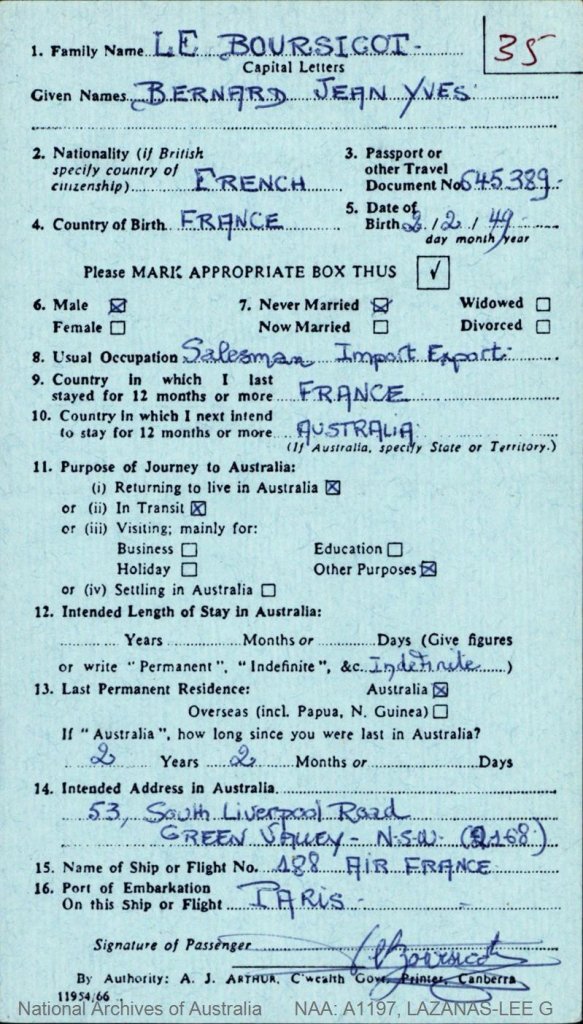 35
1. Family Name LE BOURSICOT
Capital Letters
Given Names BERNARD JEAN YVES
2. Nationality (if British
specify country of
citizenship) FRENCH
3. Passport or
other Travel
Document No 645.389
4. Country of Birth FRANCE
5. Date of
Birth 2 / 2 / 49
day month year
Please MARK APPROPRIATE BOX THUS ✓
6. Male ☒ 7. Never Married ☒ Widowed ☐
Female ☐ Now Married ☐ Divorced ☐
8. Usual Occupation Salesman Import Export
9. Country in which I last
stayed for 12 months or more FRANCE
10. Country in which I next intend
to stay for 12 months or more AUSTRALIA
(If Australia, specify State or Territory.)
11. Purpose of Journey to Australia:
(i) Returning to live in Australia ☒
or (ii) In Transit ☒
or (iii) Visiting; mainly for:
Business ☐ Education ☐
Holiday ☐ Other Purposes ☒
or (iv) Settling in Australia ☐
12. Intended Length of Stay in Australia:
Years Months or Days (Give figures
or write "Permanent", "Indefinite", &c. Indefinite )
13. Last Permanent Residence: Australia ☒
Overseas (incl. Papua, N. Guinea) ☐
If "Australia", how long since you were last in Australia?
2 Years 2 Months or Days
14. Intended Address in Australia
53, South Liverpool Road
GREEN VALLEY - N.S.W. (2168)
15. Name of Ship or Flight No. 188 AIR FRANCE
16. Port of Embarkation
On this Ship or Flight PARIS -
Signature of Passenger Le Boursicot
By Authority: A. J. ARTHUR, C'wealth Govt. Printer, Canberra
11954/66
National Archives of Australia NAA: A1197, LAZANAS-LEE G